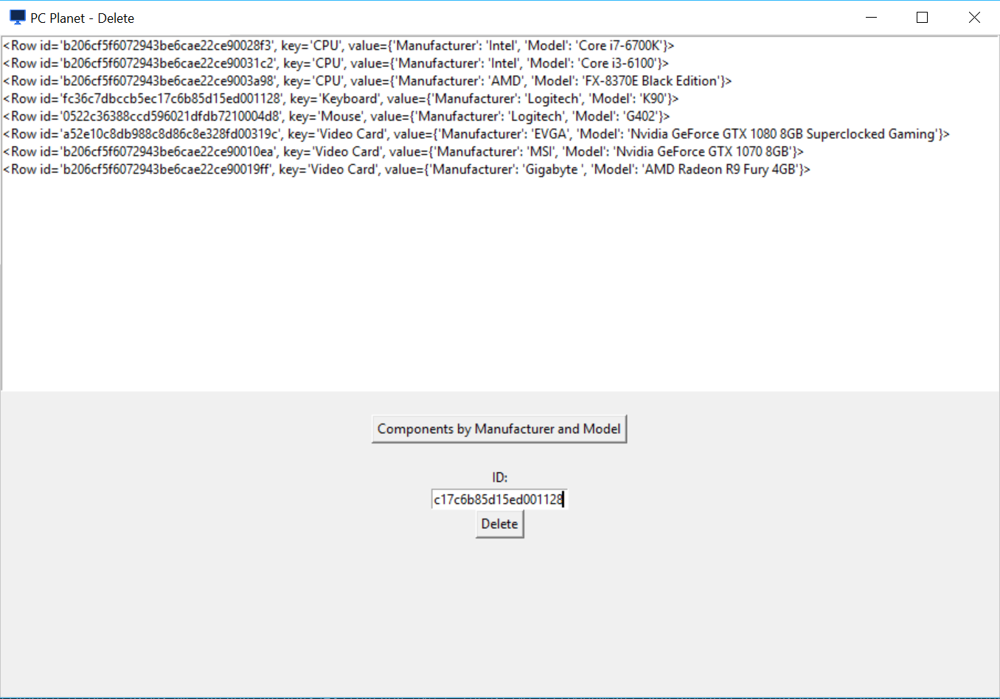 PC Planet - Delete
<Row id='b206cf5f6072943be6cae22ce90028f3', key='CPU', value={'Manufacturer': 'Intel', 'Model': 'Core i7-6700K'}>
<Row id='b206cf5f6072943be6cae22ce90031c2', key='CPU', value={'Manufacturer': 'Intel', 'Model': 'Core i3-6100'}>
<Row id='b206cf5f6072943be6cae22ce9003a98', key='CPU', value={'Manufacturer': 'AMD', 'Model': 'FX-8370E Black Edition'}>
<Row id='fc36c7dbccb5ec17c6b85d15ed001128', key='Keyboard', value={'Manufacturer': 'Logitech', 'Model': 'K90'}>
<Row id='0522c36388ccd596021dfdb7210004d8', key='Mouse', value={'Manufacturer': 'Logitech', 'Model': 'G402'}>
<Row id='a52e10c8db988c8d86c8e328fd00319c', key='Video Card', value={'Manufacturer': 'EVGA', 'Model': 'Nvidia GeForce GTX 1080 8GB Superclocked Gaming'}>
<Row id='b206cf5f6072943be6cae22ce90010ea', key='Video Card', value={'Manufacturer': 'MSI', 'Model': 'Nvidia GeForce GTX 1070 8GB'}>
<Row id='b206cf5f6072943be6cae22ce90019ff', key='Video Card', value={'Manufacturer': 'Gigabyte ', 'Model': 'AMD Radeon R9 Fury 4GB'}>
Components by Manufacturer and Model
ID:
c17c6b85d15ed001128
Delete